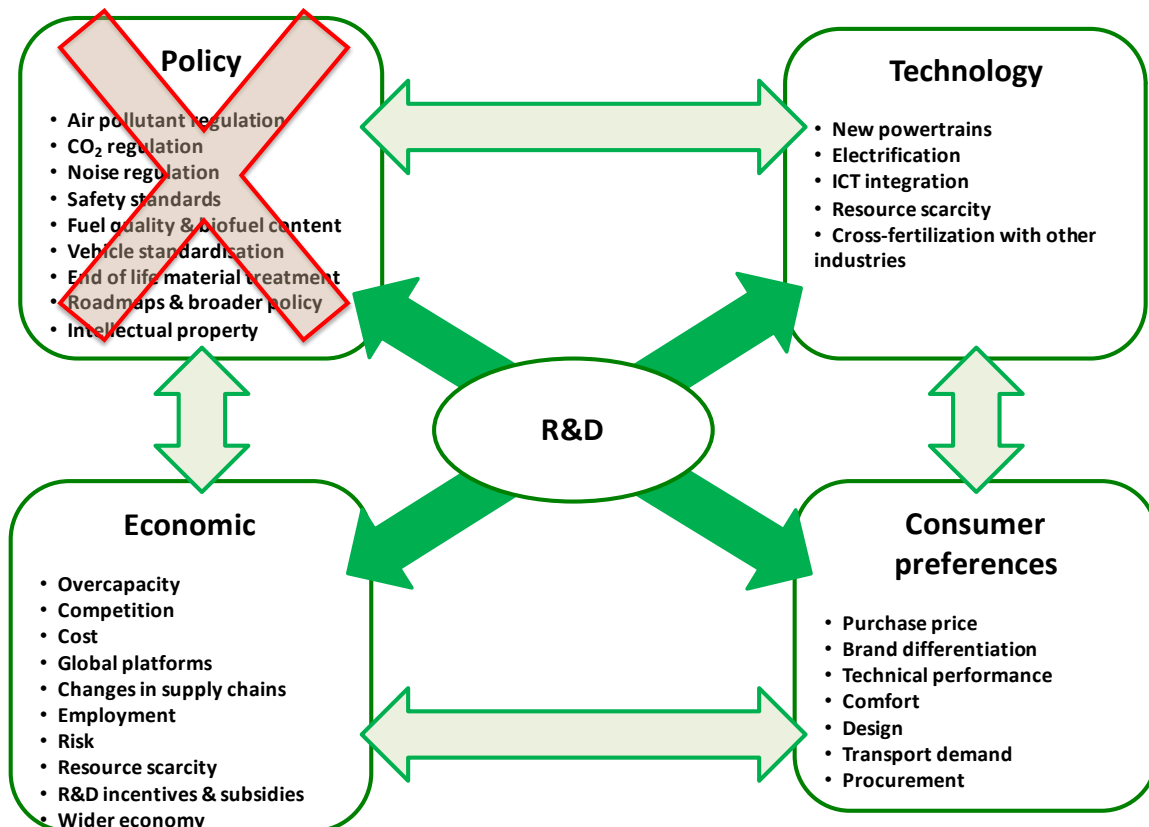 Policy
• Air pollutant regulation
• CO₂ regulation
• Noise regulation
• Safety standards
• Fuel quality & biofuel content
• Vehicle standardisation
• End of life material treatment
• Roadmaps & broader policy
• Intellectual property
Technology
• New powertrains
• Electrification
• ICT integration
• Resource scarcity
• Cross-fertilization with other
industries
R&D
Economic
• Overcapacity
• Competition
• Cost
• Global platforms
• Changes in supply chains
• Employment
• Risk
• Resource scarcity
• R&D incentives & subsidies
• Wider economy
Consumer
preferences
• Purchase price
• Brand differentiation
• Technical performance
• Comfort
• Design
• Transport demand
• Procurement